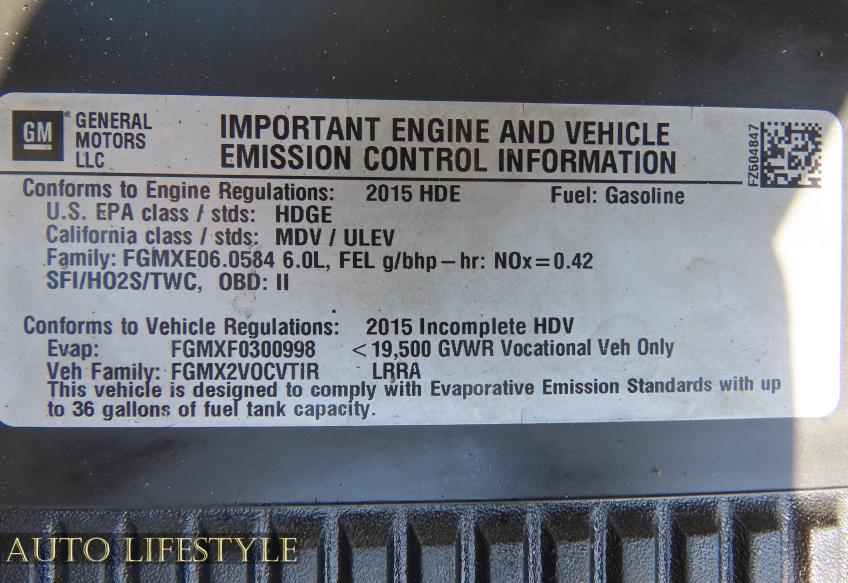 GM
GENERAL
MOTORS
LLC
IMPORTANT ENGINE AND VEHICLE
EMISSION CONTROL INFORMATION
FZ604847
Conforms to Engine Regulations: 2015 HDE Fuel: Gasoline
U.S. EPA class / stds: HDGE
California class / stds: MDV / ULEV
Family: FGMXE06.0584 6.0L, FEL g/bhp-hr: NOx=0.42
SFI/HO2S/TWC, OBD: II
Conforms to Vehicle Regulations: 2015 Incomplete HDV
Evap: FGMXF0300998 <19,500 GVWR Vocational Veh Only
Veh Family: FGMX2VOCVTIR LRRA
This vehicle is designed to comply with Evaporative Emission Standards with up
to 36 gallons of fuel tank capacity.
AUTO LIFESTYLE